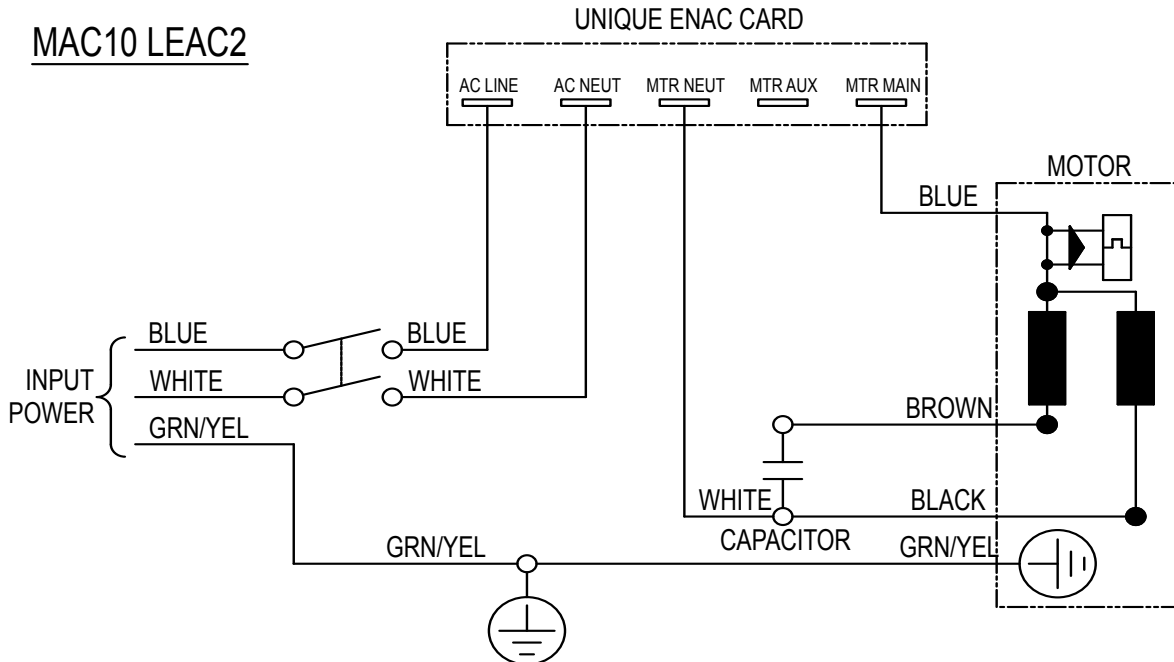 MAC10 LEAC2
UNIQUE ENAC CARD
AC LINE
AC NEUT
MTR NEUT
MTR AUX
MTR MAIN
MOTOR
BLUE
BLUE
BLUE
INPUT
POWER
WHITE
WHITE
BROWN
GRN/YEL
WHITE
BLACK
CAPACITOR
GRN/YEL
GRN/YEL